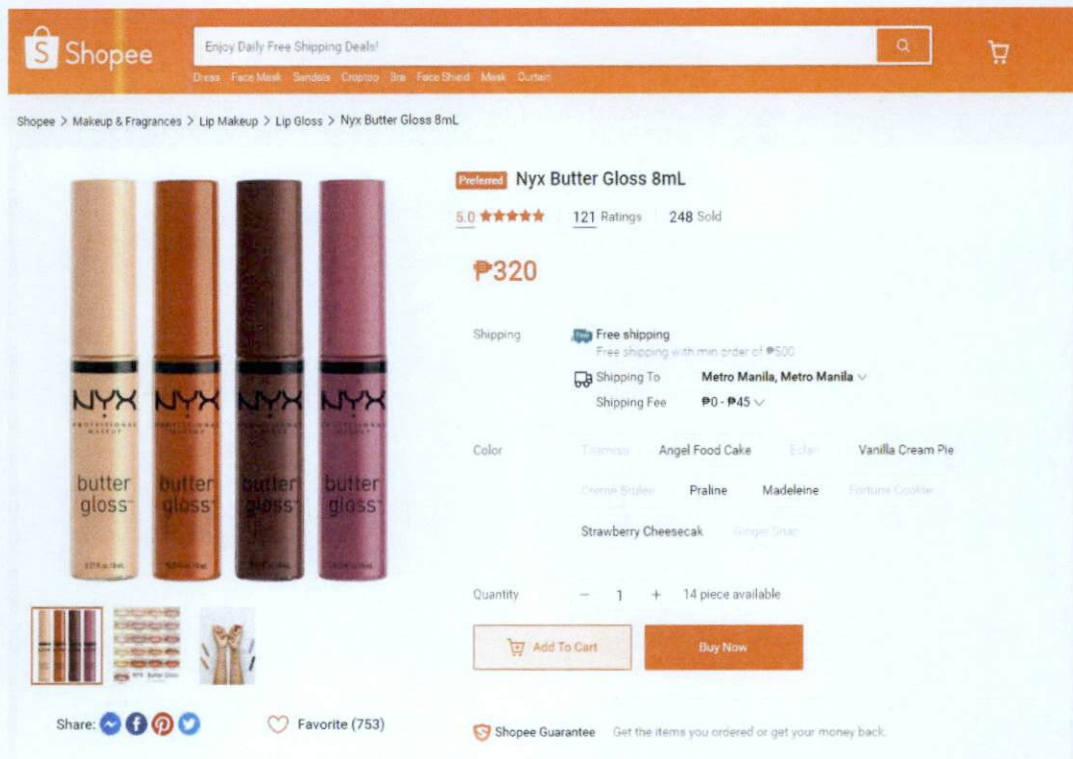 Shopee
Enjoy Daily Free Shipping Deals!
Dress Face Mask Sandals Croptop Bra Face Shield Mask Curtain
Shopee > Makeup & Fragrances > Lip Makeup > Lip Gloss > Nyx Butter Gloss 8mL
Preferred Nyx Butter Gloss 8mL
5.0 121 Ratings 248 Sold
₱320
Shipping Free shipping
Free shipping with min order of ₱500
Shipping To Metro Manila, Metro Manila
Shipping Fee ₱0 - ₱45
Color Tiramisu Angel Food Cake Eclair Vanilla Cream Pie
Creme Brulee Praline Madeleine Fortune Cookie
Strawberry Cheesecak Ginger Snap
NYX NYX NYX NYX
PROFESSIONAL MAKEUP
butter gloss butter gloss butter gloss butter gloss
Quantity − 1 + 14 piece available
Add To Cart Buy Now
Share: Favorite (753)
Shopee Guarantee Get the items you ordered or get your money back.